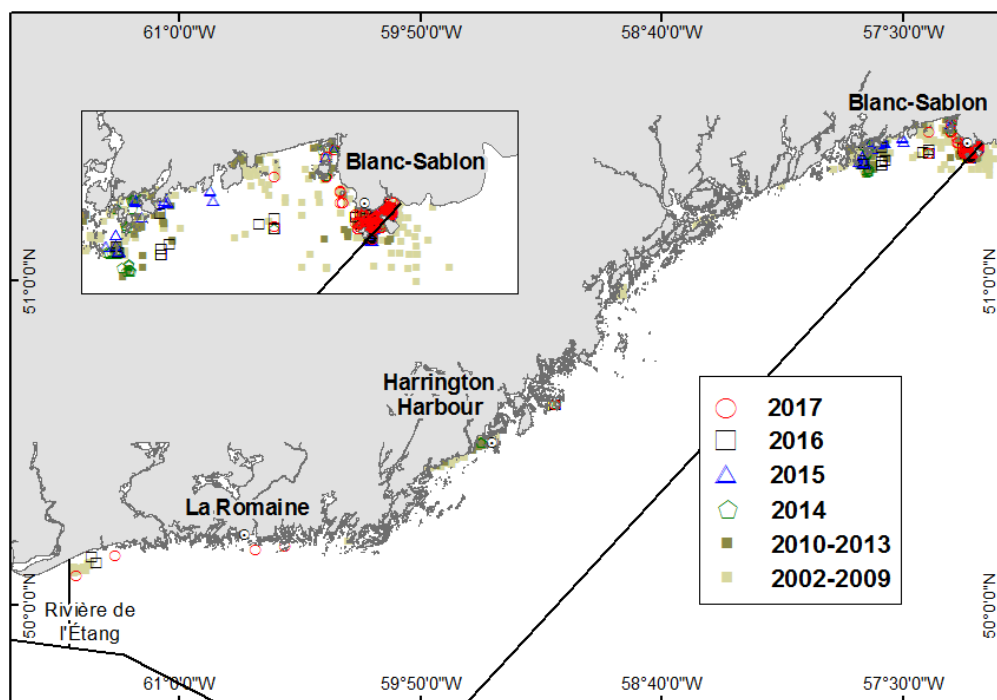 61°0'0"W
59°50'0"W
58°40'0"W
57°30'0"W
Blanc-Sablon
Blanc-Sablon
51°0'0"N
51°0'0"N
Harrington
Harbour
2017
2016
2015
2014
2010-2013
2002-2009
La Romaine
50°0'0"N
50°0'0"N
Rivière de
l'Étang
61°0'0"W
59°50'0"W
58°40'0"W
57°30'0"W